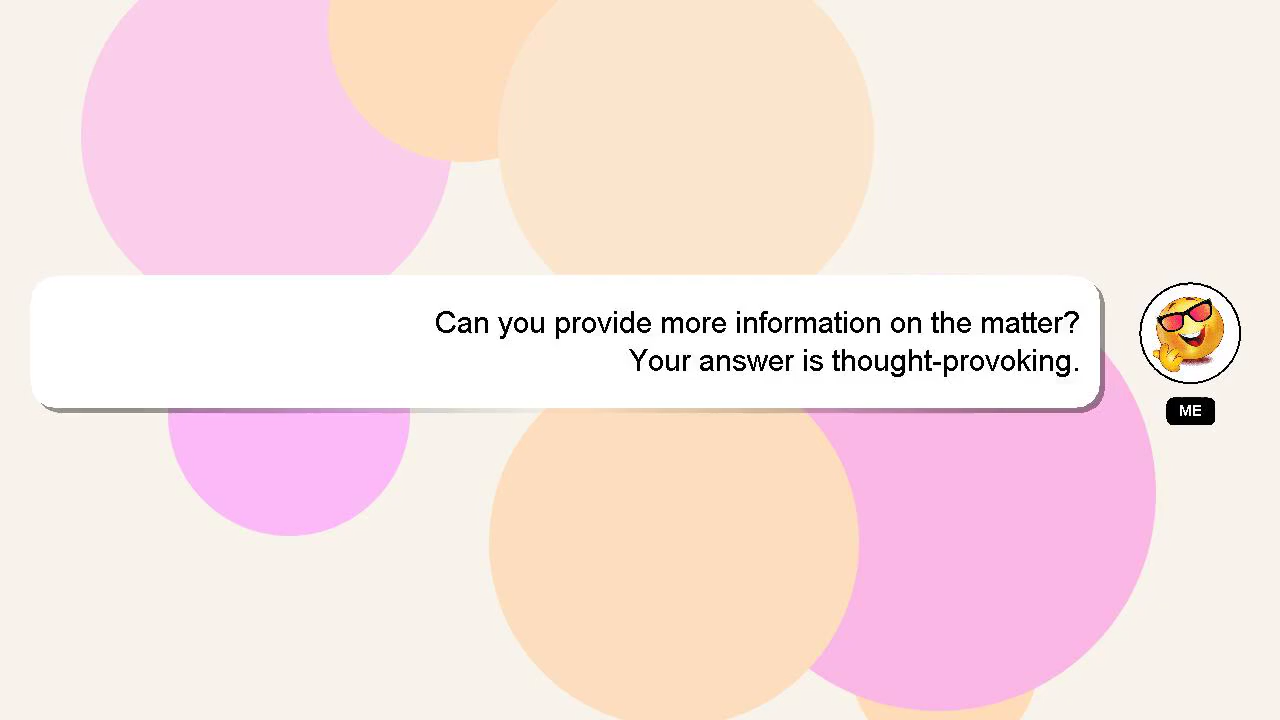 Can you provide more information on the matter?
Your answer is thought-provoking.
ME